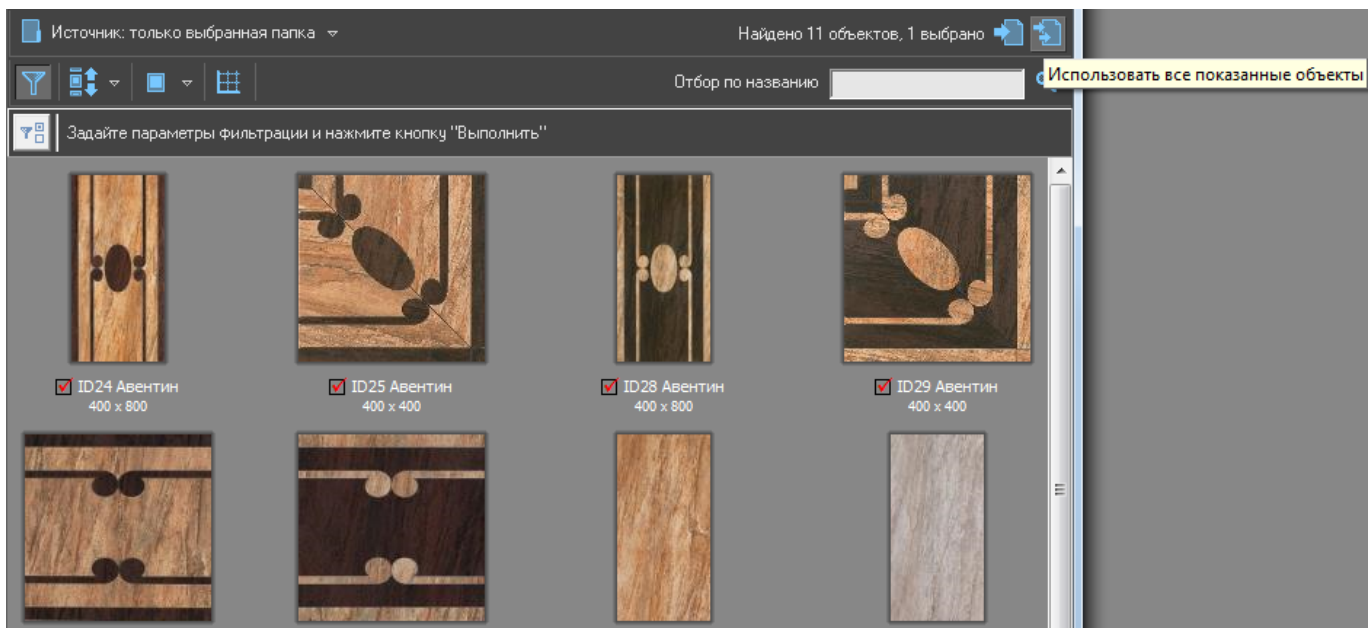 Источник: только выбранная папка
Найдено 11 объектов, 1 выбрано
Отбор по названию
Использовать все показанные объекты
Задайте параметры фильтрации и нажмите кнопку "Выполнить"
ID24 Авентин
400 x 800
ID25 Авентин
400 x 400
ID28 Авентин
400 x 800
ID29 Авентин
400 x 400